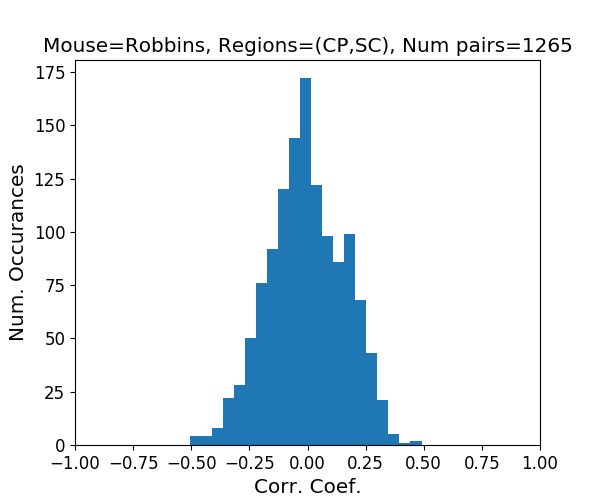 Mouse=Robbins, Regions=(CP,SC), Num pairs=1265
175
150
125
100
75
50
25
0
Num. Occurances
−1.00 −0.75 −0.50 −0.25 0.00 0.25 0.50 0.75 1.00
Corr. Coef.